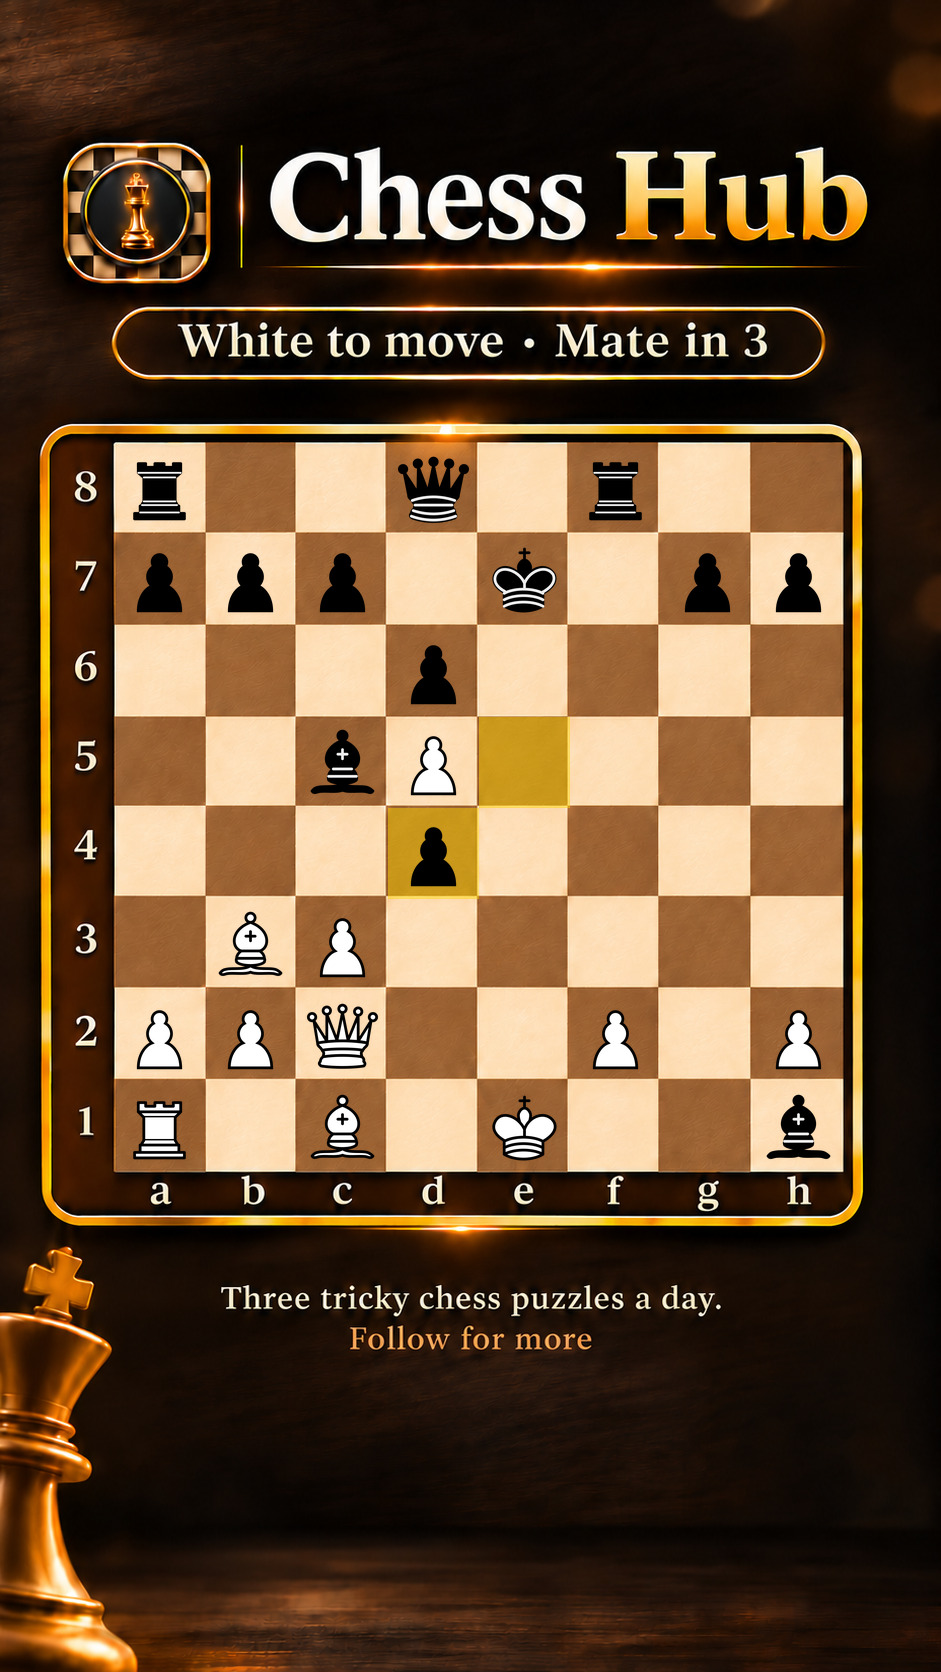 Chess Hub
White to move • Mate in 3
8
7
6
5
4
3
2
1
a b c d e f g h
Three tricky chess puzzles a day.
Follow for more